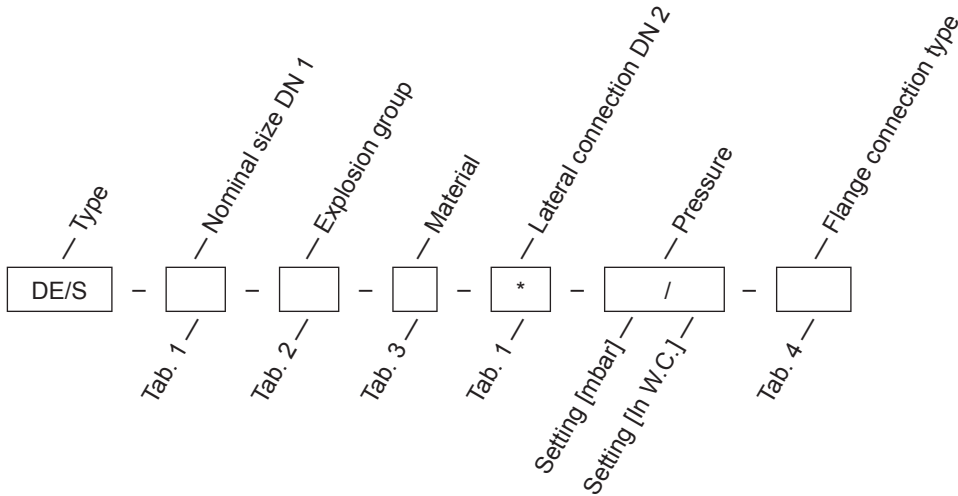 Type
Nominal size DN 1
Explosion group
Material
Lateral connection DN 2
Pressure
Flange connection type
DE/S – – – – * – / –
Tab. 1
Tab. 2
Tab. 3
Tab. 1
Setting [mbar]
Setting [In W.C.]
Tab. 4